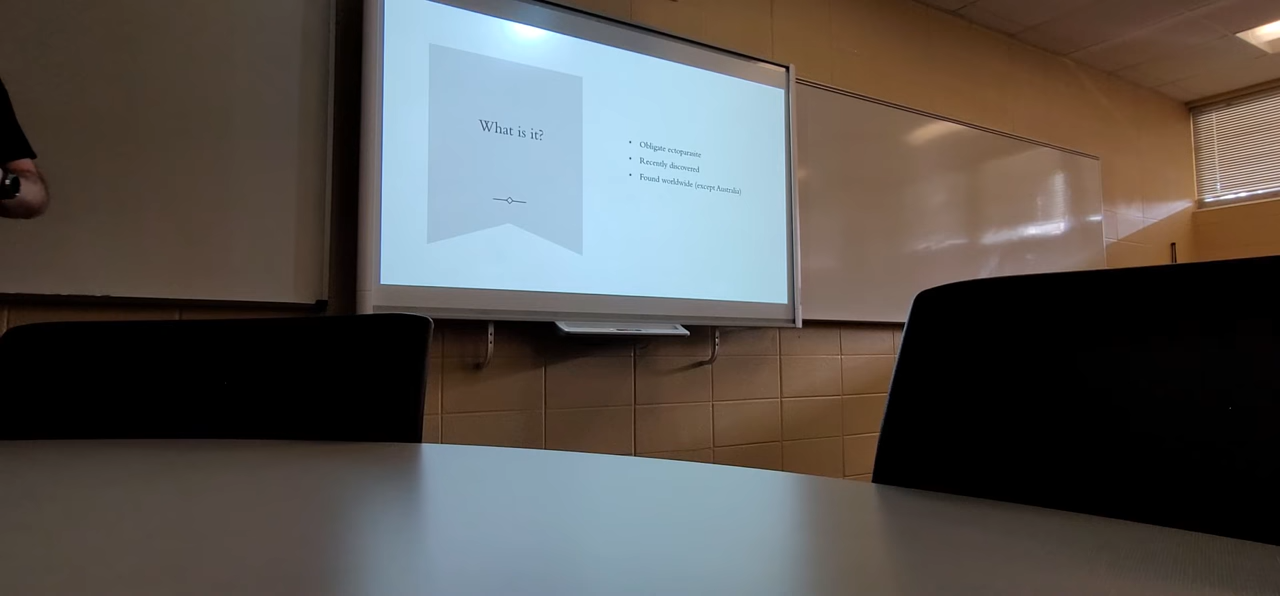 What is it?
• Obligate ectoparasite
• Recently discovered
• Found worldwide (except Australia)